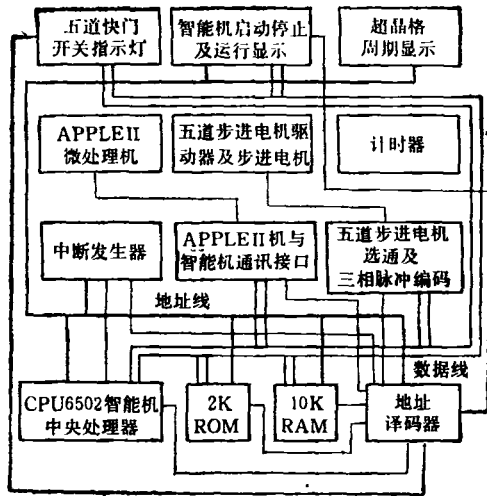 五道快门
开关指示灯
智能机启动停止
及运行显示
超晶格
周期显示
APPLEII
微处理机
五道步进电机驱
动器及步进电机
计时器
中断发生器
APPLEII机与
智能机通讯接口
五道步进电机
选通及
三相脉冲编码
地址线
数据线
CPU6502智能机
中央处理器
2K
ROM
10K
RAM
地址
译码器